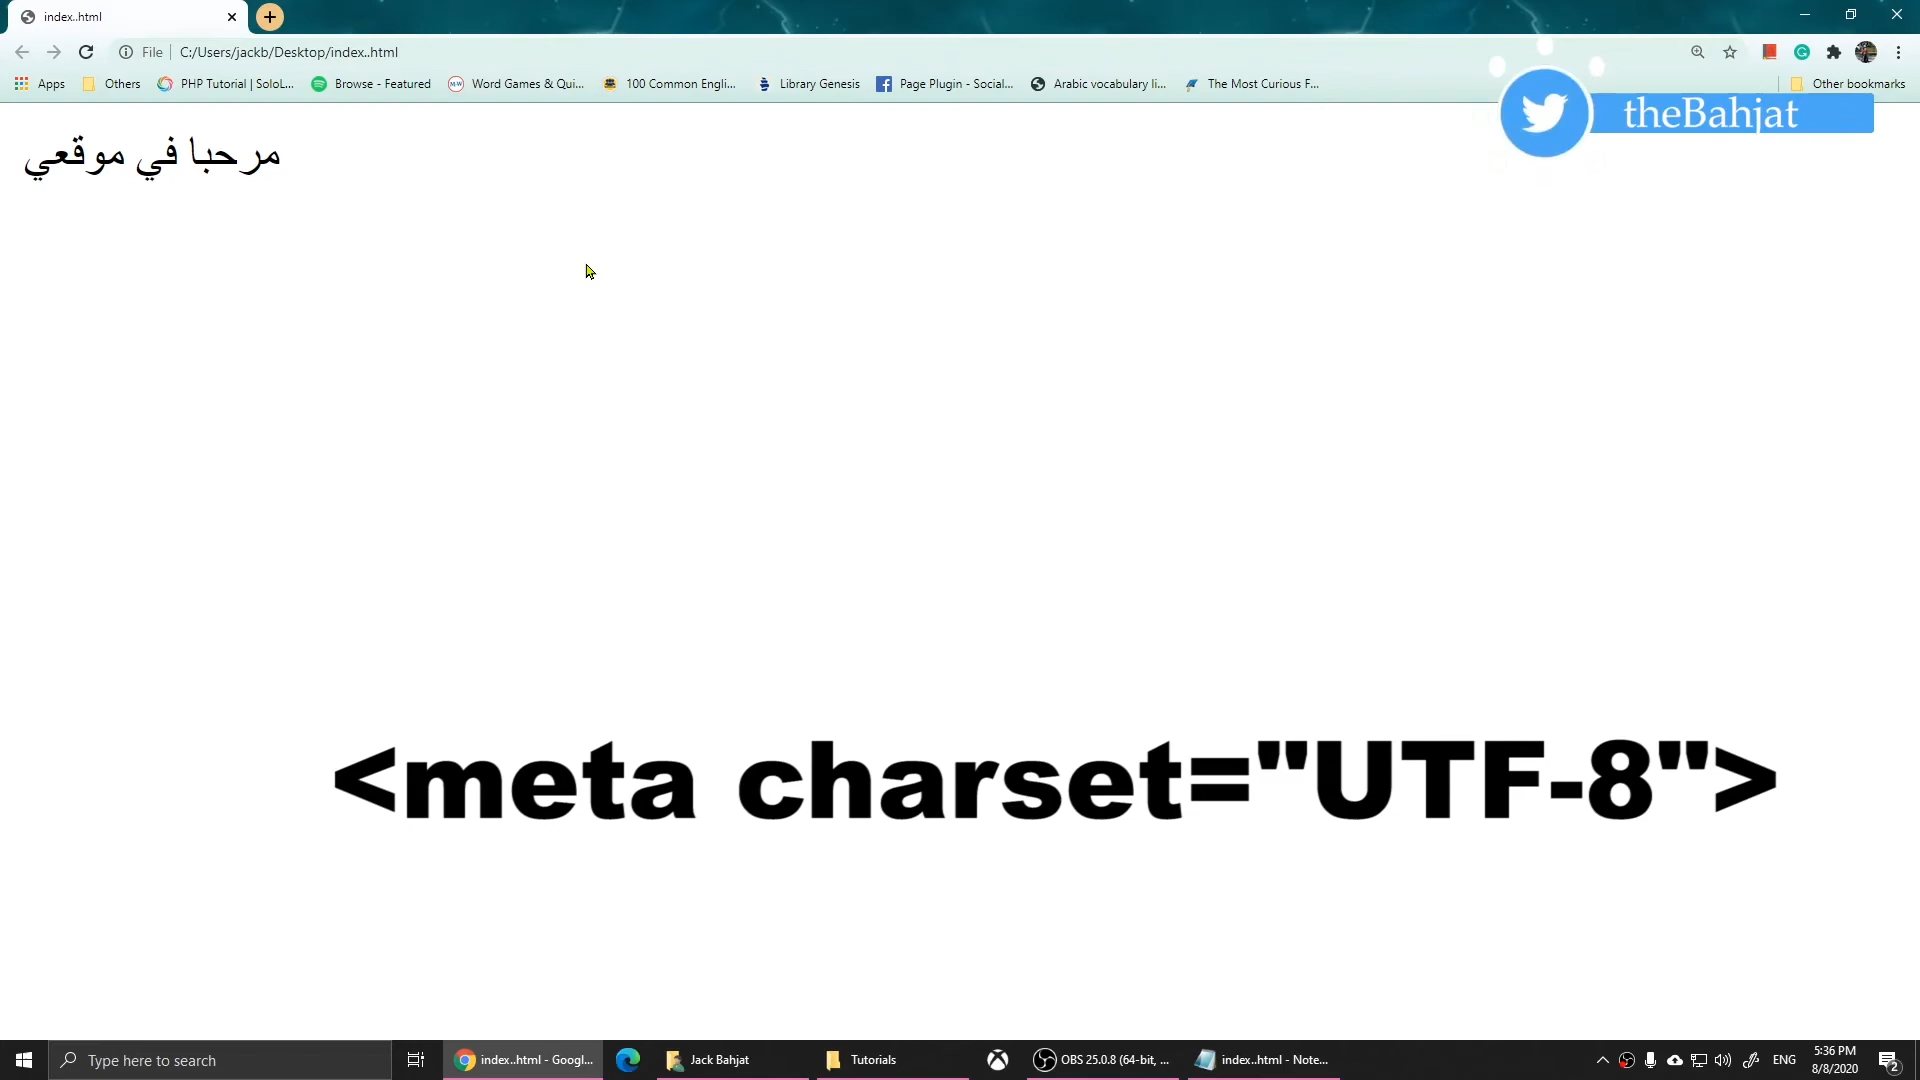 index..html
File
C:/Users/jackb/Desktop/index..html
Apps
Others
PHP Tutorial | SoloL...
Browse - Featured
Word Games & Qui...
100 Common Engli...
Library Genesis
Page Plugin - Social...
Arabic vocabulary li...
The Most Curious F...
Other bookmarks
theBahjat
مرحبا في موقعي
<meta charset="UTF-8">
Type here to search
index..html - Googl...
Jack Bahjat
Tutorials
OBS 25.0.8 (64-bit, ...
index..html - Note...
ENG
5:36 PM
8/8/2020
2